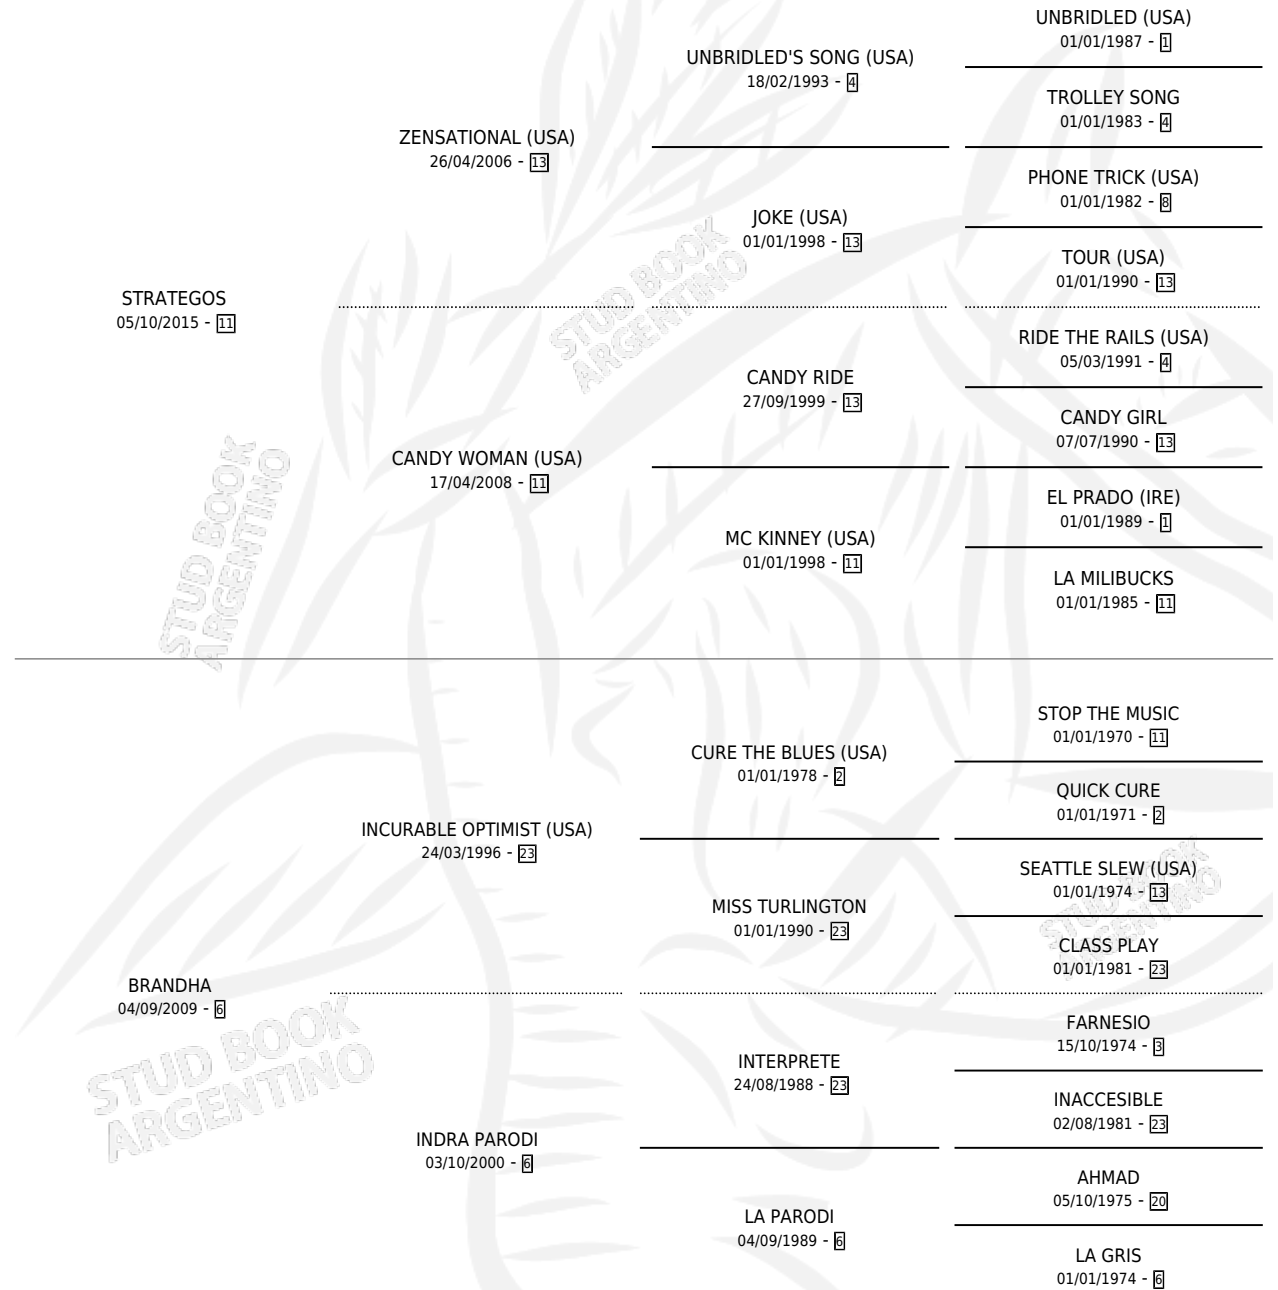 UNBRIDLED (USA)
01/01/1987 - 1
UNBRIDLED'S SONG (USA)
18/02/1993 - 4
TROLLEY SONG
01/01/1983 - 4
ZENSATIONAL (USA)
26/04/2006 - 13
PHONE TRICK (USA)
01/01/1982 - 8
JOKE (USA)
01/01/1998 - 13
TOUR (USA)
01/01/1990 - 13
STRATEGOS
05/10/2015 - 11
RIDE THE RAILS (USA)
05/03/1991 - 4
CANDY RIDE
27/09/1999 - 13
CANDY GIRL
07/07/1990 - 13
CANDY WOMAN (USA)
17/04/2008 - 11
EL PRADO (IRE)
01/01/1989 - 1
MC KINNEY (USA)
01/01/1998 - 11
LA MILIBUCKS
01/01/1985 - 11
STOP THE MUSIC
01/01/1970 - 11
CURE THE BLUES (USA)
01/01/1978 - 2
QUICK CURE
01/01/1971 - 2
INCURABLE OPTIMIST (USA)
24/03/1996 - 23
SEATTLE SLEW (USA)
01/01/1974 - 13
MISS TURLINGTON
01/01/1990 - 23
CLASS PLAY
01/01/1981 - 23
BRANDHA
04/09/2009 - 6
FARNESIO
15/10/1974 - 3
INTERPRETE
24/08/1988 - 23
INACCESIBLE
02/08/1981 - 23
INDRA PARODI
03/10/2000 - 6
AHMAD
05/10/1975 - 20
LA PARODI
04/09/1989 - 6
LA GRIS
01/01/1974 - 6
STUD BOOK
ARGENTINO
STUD BOOK
ARGENTINO
STUD BOOK
ARGENTINO
STUD BOOK
ARGENTINO